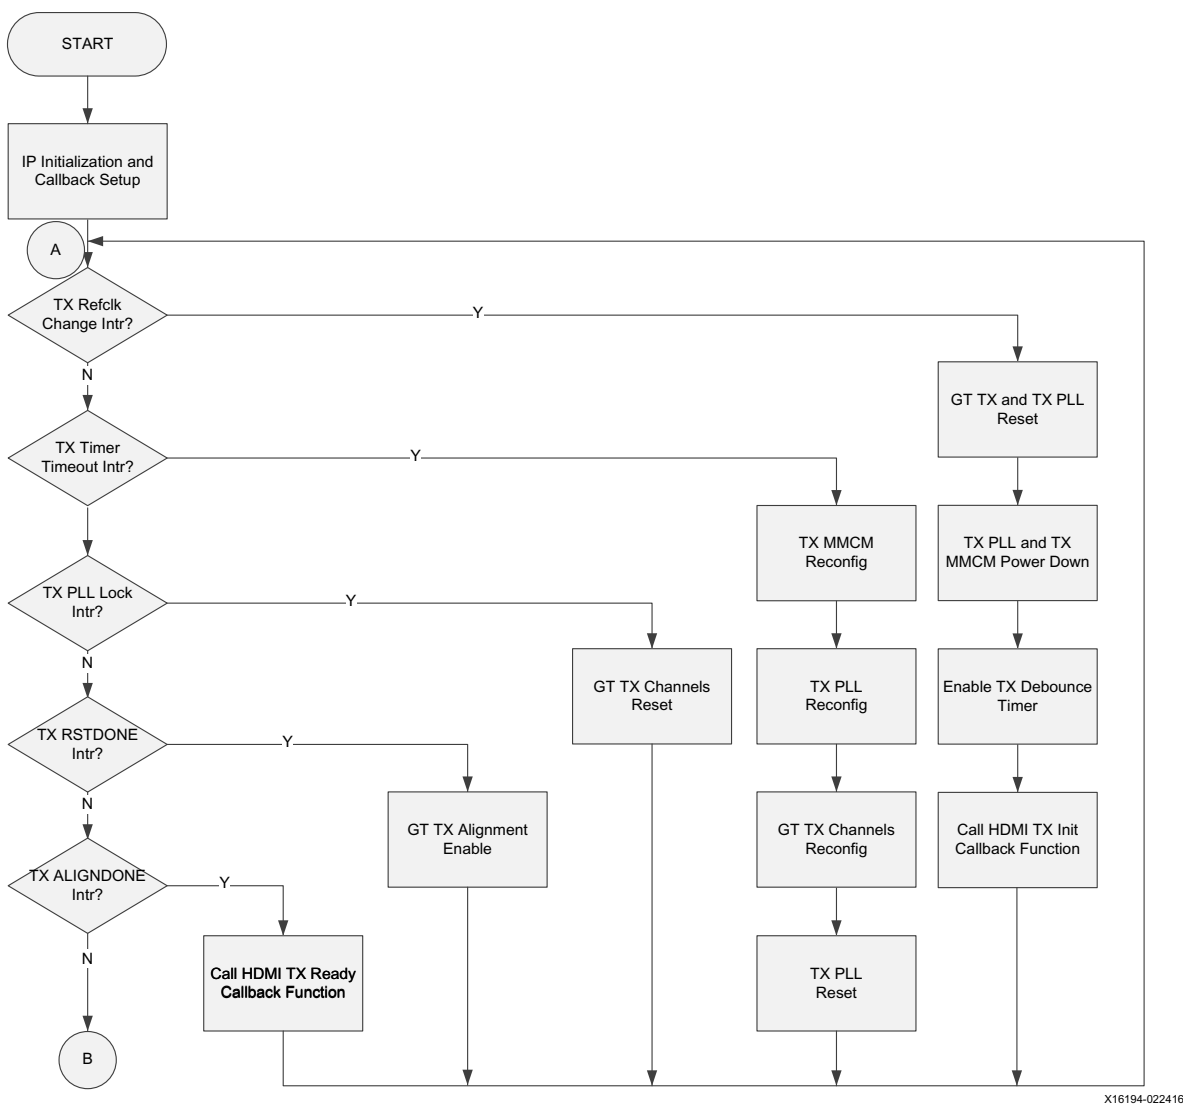 START
IP Initialization and
Callback Setup
A
TX Refclk
Change Intr?
Y
N
GT TX and TX PLL
Reset
TX Timer
Timeout Intr?
Y
TX MMCM
Reconfig
TX PLL and TX
MMCM Power Down
TX PLL Lock
Intr?
Y
N
GT TX Channels
Reset
TX PLL
Reconfig
Enable TX Debounce
Timer
TX RSTDONE
Intr?
Y
N
GT TX Alignment
Enable
GT TX Channels
Reconfig
Call HDMI TX Init
Callback Function
TX ALIGNDONE
Intr?
Y
N
Call HDMI TX Ready
Callback Function
TX PLL
Reset
B
X16194-022416